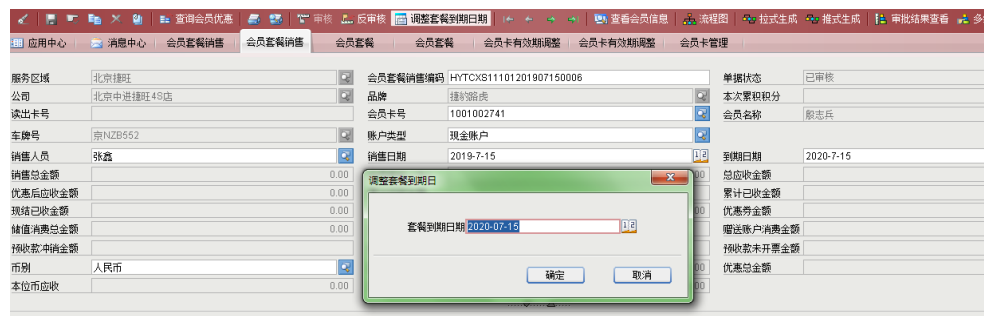 查询会员优惠 审核 反审核 调整套餐到期日期 查看会员信息 流程图 拉式生成 推式生成 审批结果查看 多
应用中心 消息中心 会员套餐销售 会员套餐销售 会员套餐 会员套餐 会员卡有效期调整 会员卡有效期调整 会员卡管理
服务区域 北京捷旺 会员套餐销售编码 HYTCXS11101201907150006 单据状态 已审核
公司 北京中进捷旺4S店 品牌 捷豹路虎 本次累积积分
读出卡号 会员卡号 1001002741 会员名称 殷志兵
车牌号 京NZB552 账户类型 现金账户
销售人员 张鑫 销售日期 2019-7-15 到期日期 2020-7-15
销售总金额 0.00 00 总应收金额
调整套餐到期日
优惠后应收金额 0.00 累计已收金额
现结已收金额 0.00 00 优惠券金额
套餐到期日期 2020-07-15
储值消费总金额 0.00 赠送账户消费金额
预收款冲销金额 预收款未开票金额
币别 人民币 00 优惠总金额
确定 取消
本位币应收 0.00 00